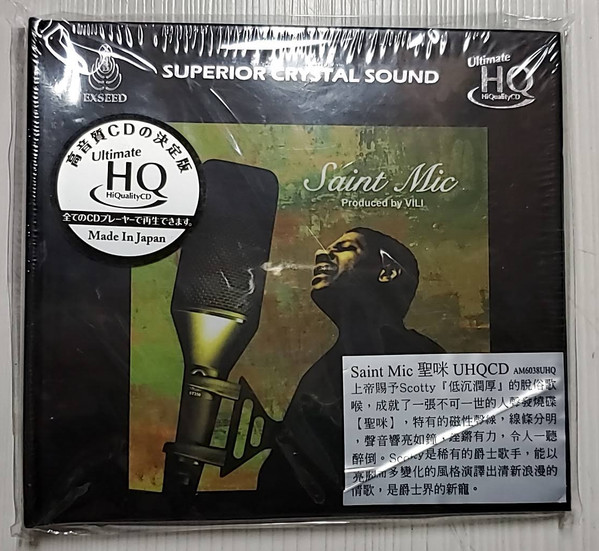 EXSEED
SUPERIOR CRYSTAL SOUND
Ultimate
HQ
HiQualityCD
高音質CDの決定版
Ultimate
HQ
HiQualityCD
全てのCDプレーヤーで再生できます。
Made In Japan
Saint Mic
Produced by VILI
Saint Mic 聖咪 UHQCD AM6038UHQ
上帝賜予Scotty『低沉潤厚』的脫俗歌
喉，成就了一張不可一世的人聲發燒碟
【聖咪】，特有的磁性聲線，線條分明
，聲音響亮如鐘，鏗鏘有力，令人一聽
醉倒。Scotty是稀有的爵士歌手，能以
亮麗而多變化的風格演譯出清新浪漫的
情歌，是爵士界的新寵。